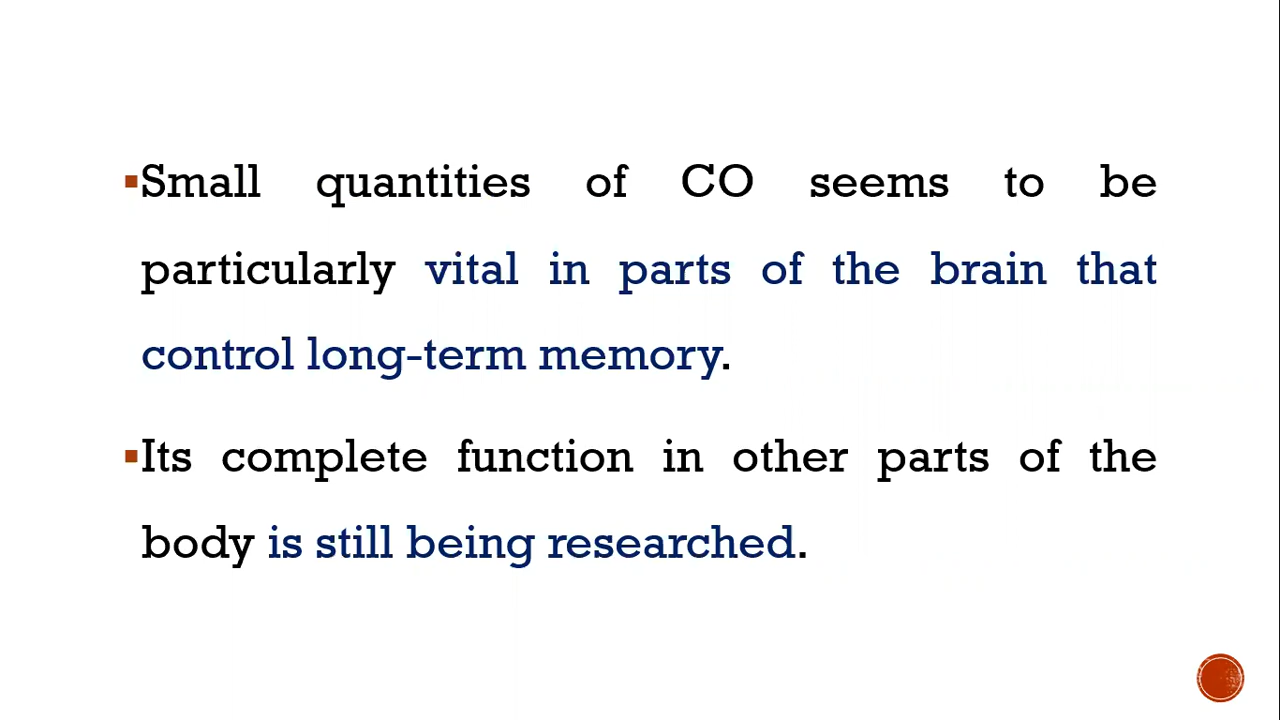 ▪Small quantities of CO seems to be
particularly vital in parts of the brain that
control long-term memory.
▪Its complete function in other parts of the
body is still being researched.